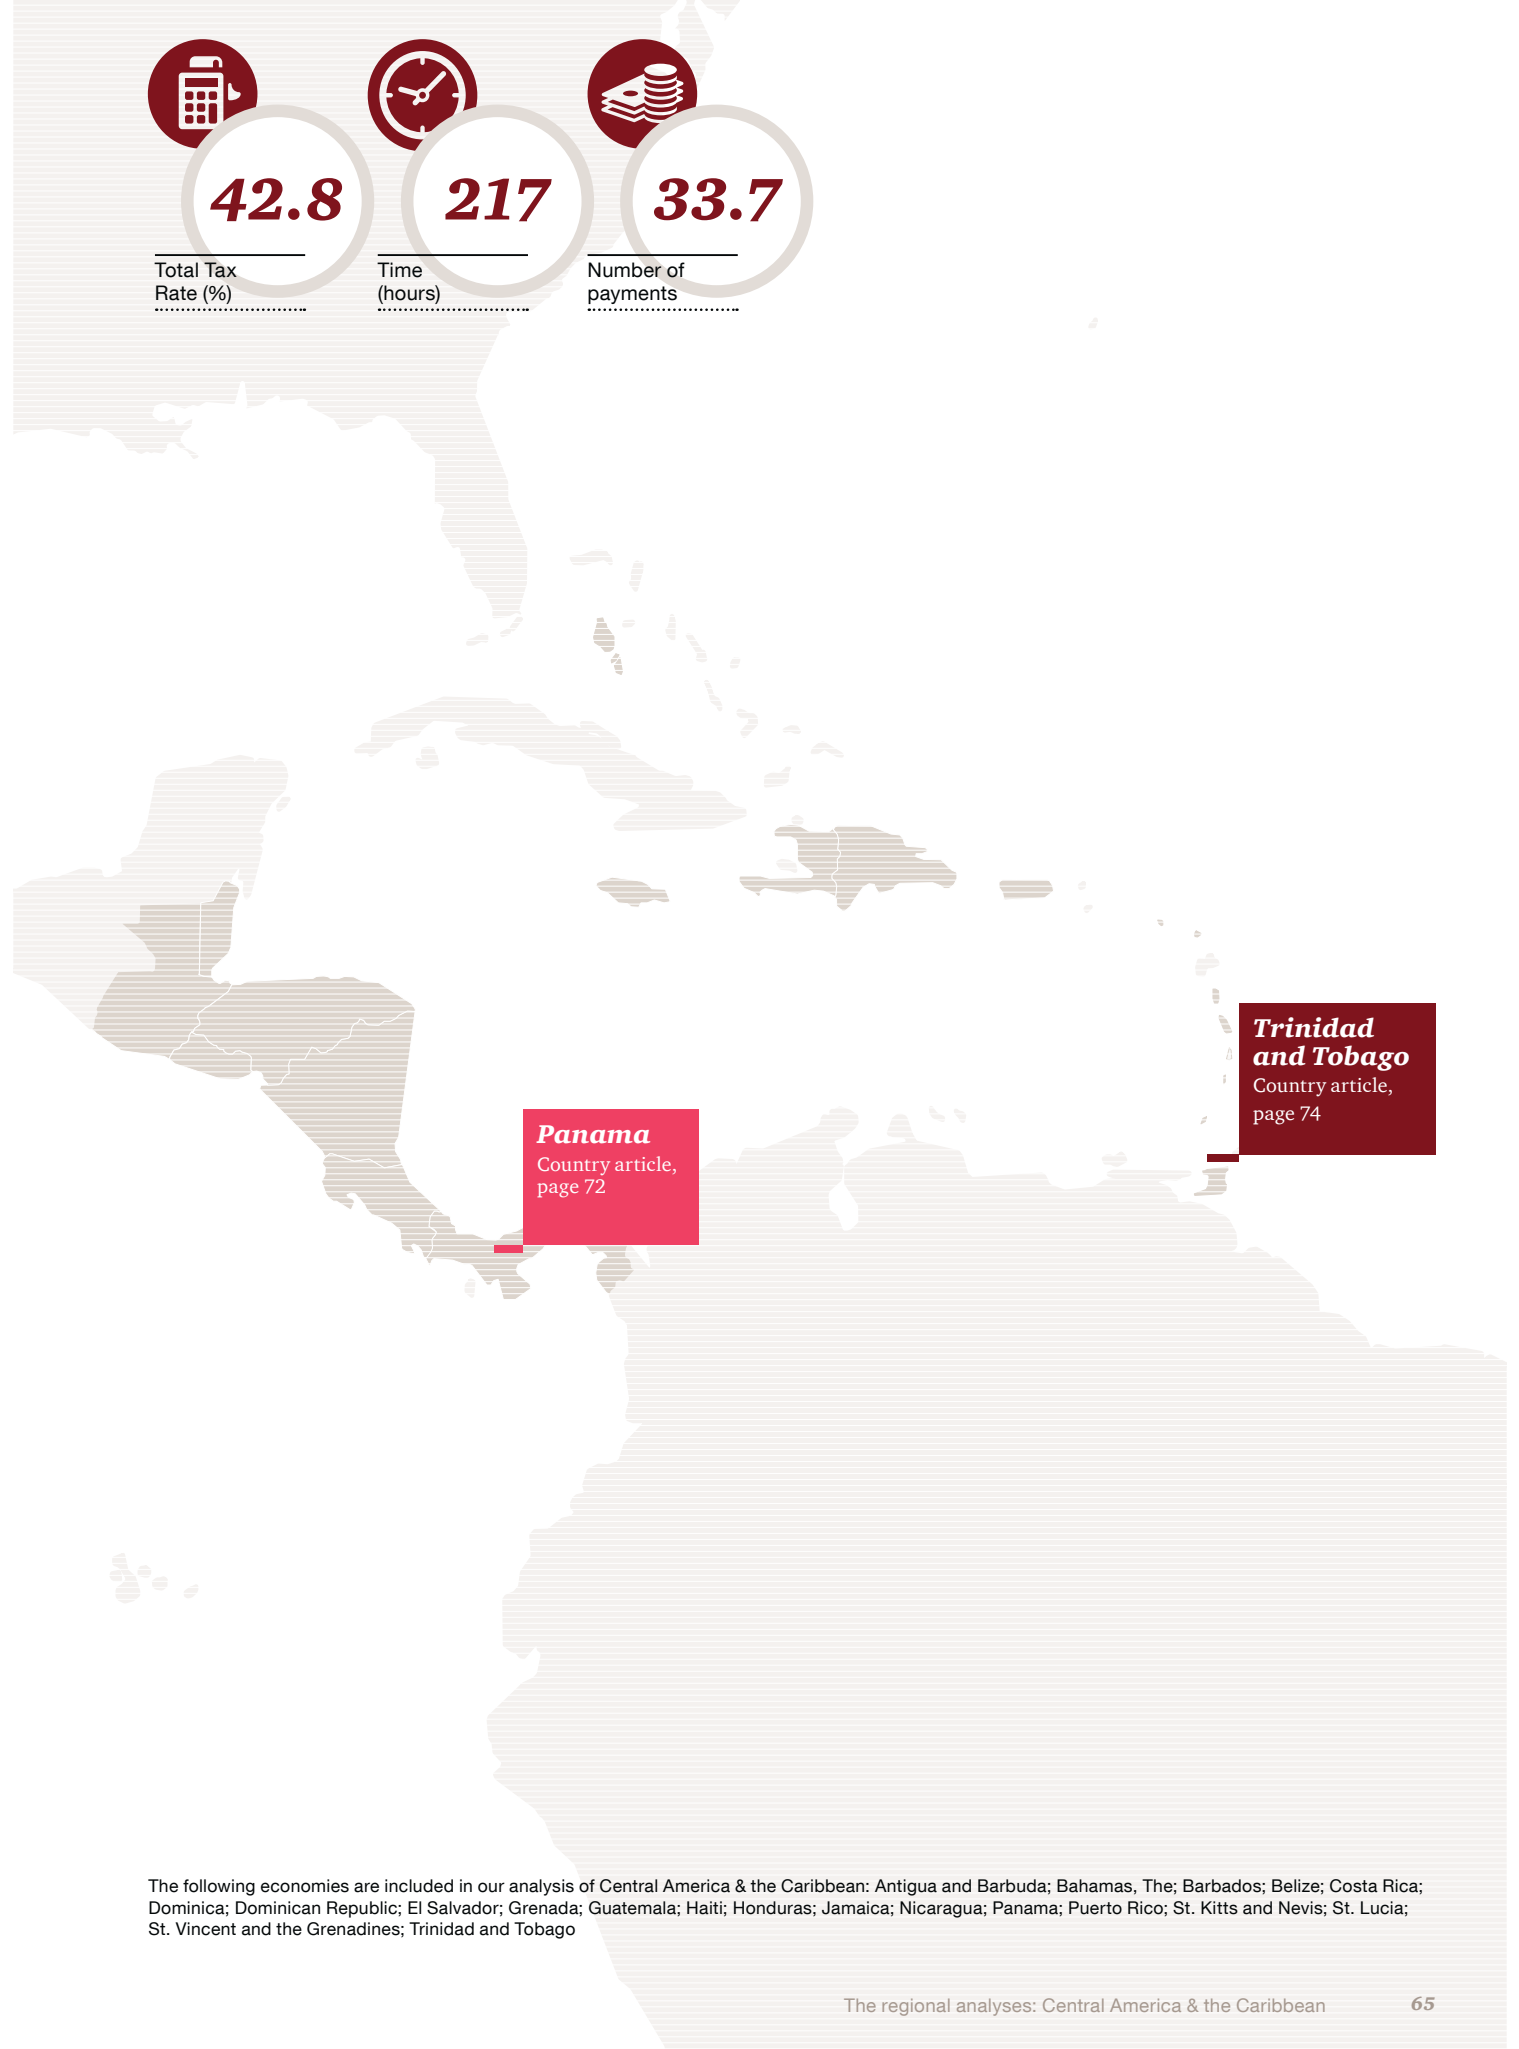 42.8
Total Tax
Rate (%)
217
Time
(hours)
33.7
Number of
payments
Trinidad
and Tobago
Country article,
page 74
Panama
Country article,
page 72
The following economies are included in our analysis of Central America & the Caribbean: Antigua and Barbuda; Bahamas, The; Barbados; Belize; Costa Rica;
Dominica; Dominican Republic; El Salvador; Grenada; Guatemala; Haiti; Honduras; Jamaica; Nicaragua; Panama; Puerto Rico; St. Kitts and Nevis; St. Lucia;
St. Vincent and the Grenadines; Trinidad and Tobago
The regional analyses: Central America & the Caribbean 65